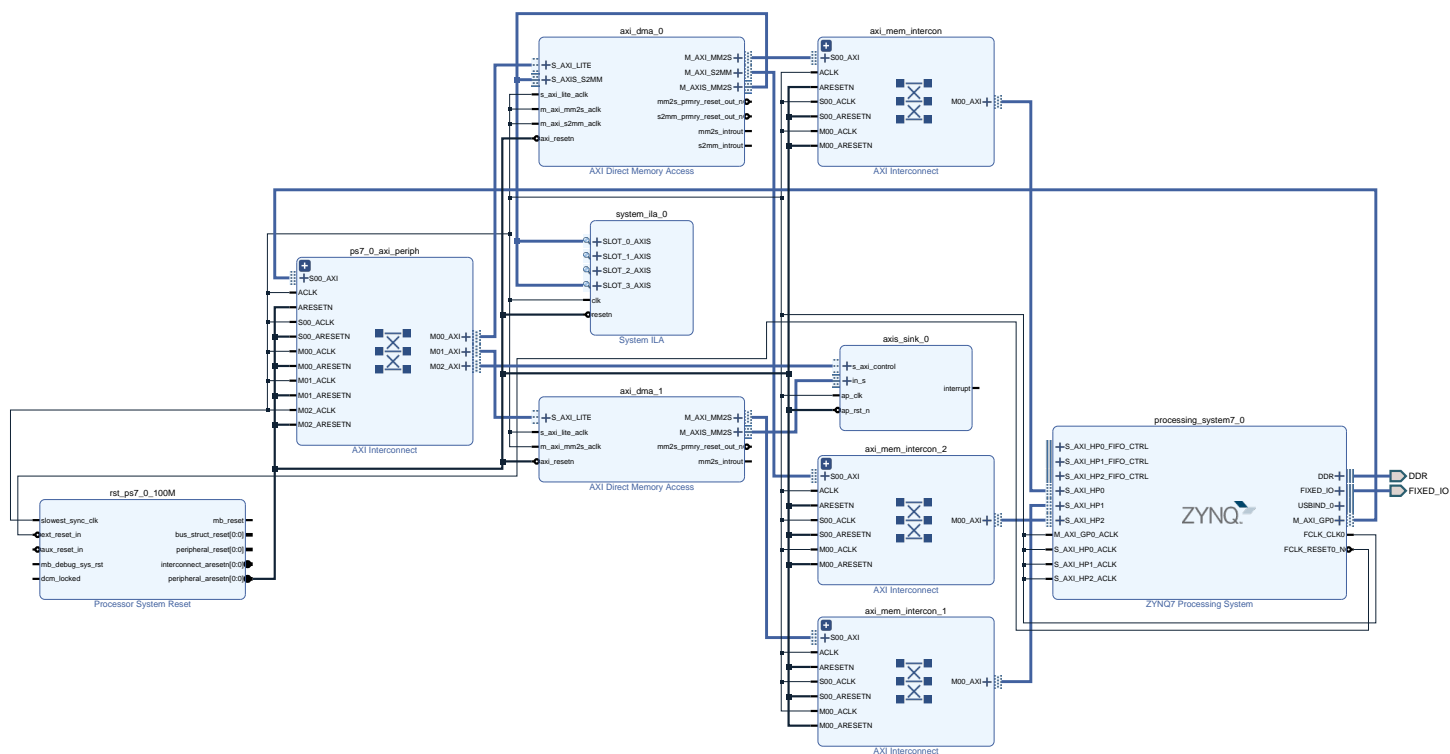 axi_dma_0
S_AXI_LITE
S_AXIS_S2MM
s_axi_lite_aclk
m_axi_mm2s_aclk
m_axi_s2mm_aclk
axi_resetn
M_AXI_MM2S
M_AXI_S2MM
M_AXIS_MM2S
mm2s_prmry_reset_out_n
s2mm_prmry_reset_out_n
mm2s_introut
s2mm_introut
AXI Direct Memory Access
axi_mem_intercon
S00_AXI
ACLK
ARESETN
S00_ACLK
S00_ARESETN
M00_ACLK
M00_ARESETN
M00_AXI
AXI Interconnect
system_ila_0
SLOT_0_AXIS
SLOT_1_AXIS
SLOT_2_AXIS
SLOT_3_AXIS
clk
resetn
System ILA
ps7_0_axi_periph
S00_AXI
ACLK
ARESETN
S00_ACLK
S00_ARESETN
M00_ACLK
M00_ARESETN
M01_ACLK
M01_ARESETN
M02_ACLK
M02_ARESETN
M00_AXI
M01_AXI
M02_AXI
AXI Interconnect
axis_sink_0
s_axi_control
in_s
ap_clk
ap_rst_n
interrupt
axi_dma_1
S_AXI_LITE
s_axi_lite_aclk
m_axi_mm2s_aclk
axi_resetn
M_AXI_MM2S
M_AXIS_MM2S
mm2s_prmry_reset_out_n
mm2s_introut
AXI Direct Memory Access
axi_mem_intercon_2
S00_AXI
ACLK
ARESETN
S00_ACLK
S00_ARESETN
M00_ACLK
M00_ARESETN
M00_AXI
AXI Interconnect
processing_system7_0
S_AXI_HP0_FIFO_CTRL
S_AXI_HP1_FIFO_CTRL
S_AXI_HP2_FIFO_CTRL
S_AXI_HP0
S_AXI_HP1
S_AXI_HP2
M_AXI_GP0_ACLK
S_AXI_HP0_ACLK
S_AXI_HP1_ACLK
S_AXI_HP2_ACLK
ZYNQ
DDR
FIXED_IO
USBIND_0
M_AXI_GP0
FCLK_CLK0
FCLK_RESET0_N
ZYNQ7 Processing System
DDR
FIXED_IO
rst_ps7_0_100M
slowest_sync_clk
ext_reset_in
aux_reset_in
mb_debug_sys_rst
dcm_locked
mb_reset
bus_struct_reset[0:0]
peripheral_reset[0:0]
interconnect_aresetn[0:0]
peripheral_aresetn[0:0]
Processor System Reset
axi_mem_intercon_1
S00_AXI
ACLK
ARESETN
S00_ACLK
S00_ARESETN
M00_ACLK
M00_ARESETN
M00_AXI
AXI Interconnect